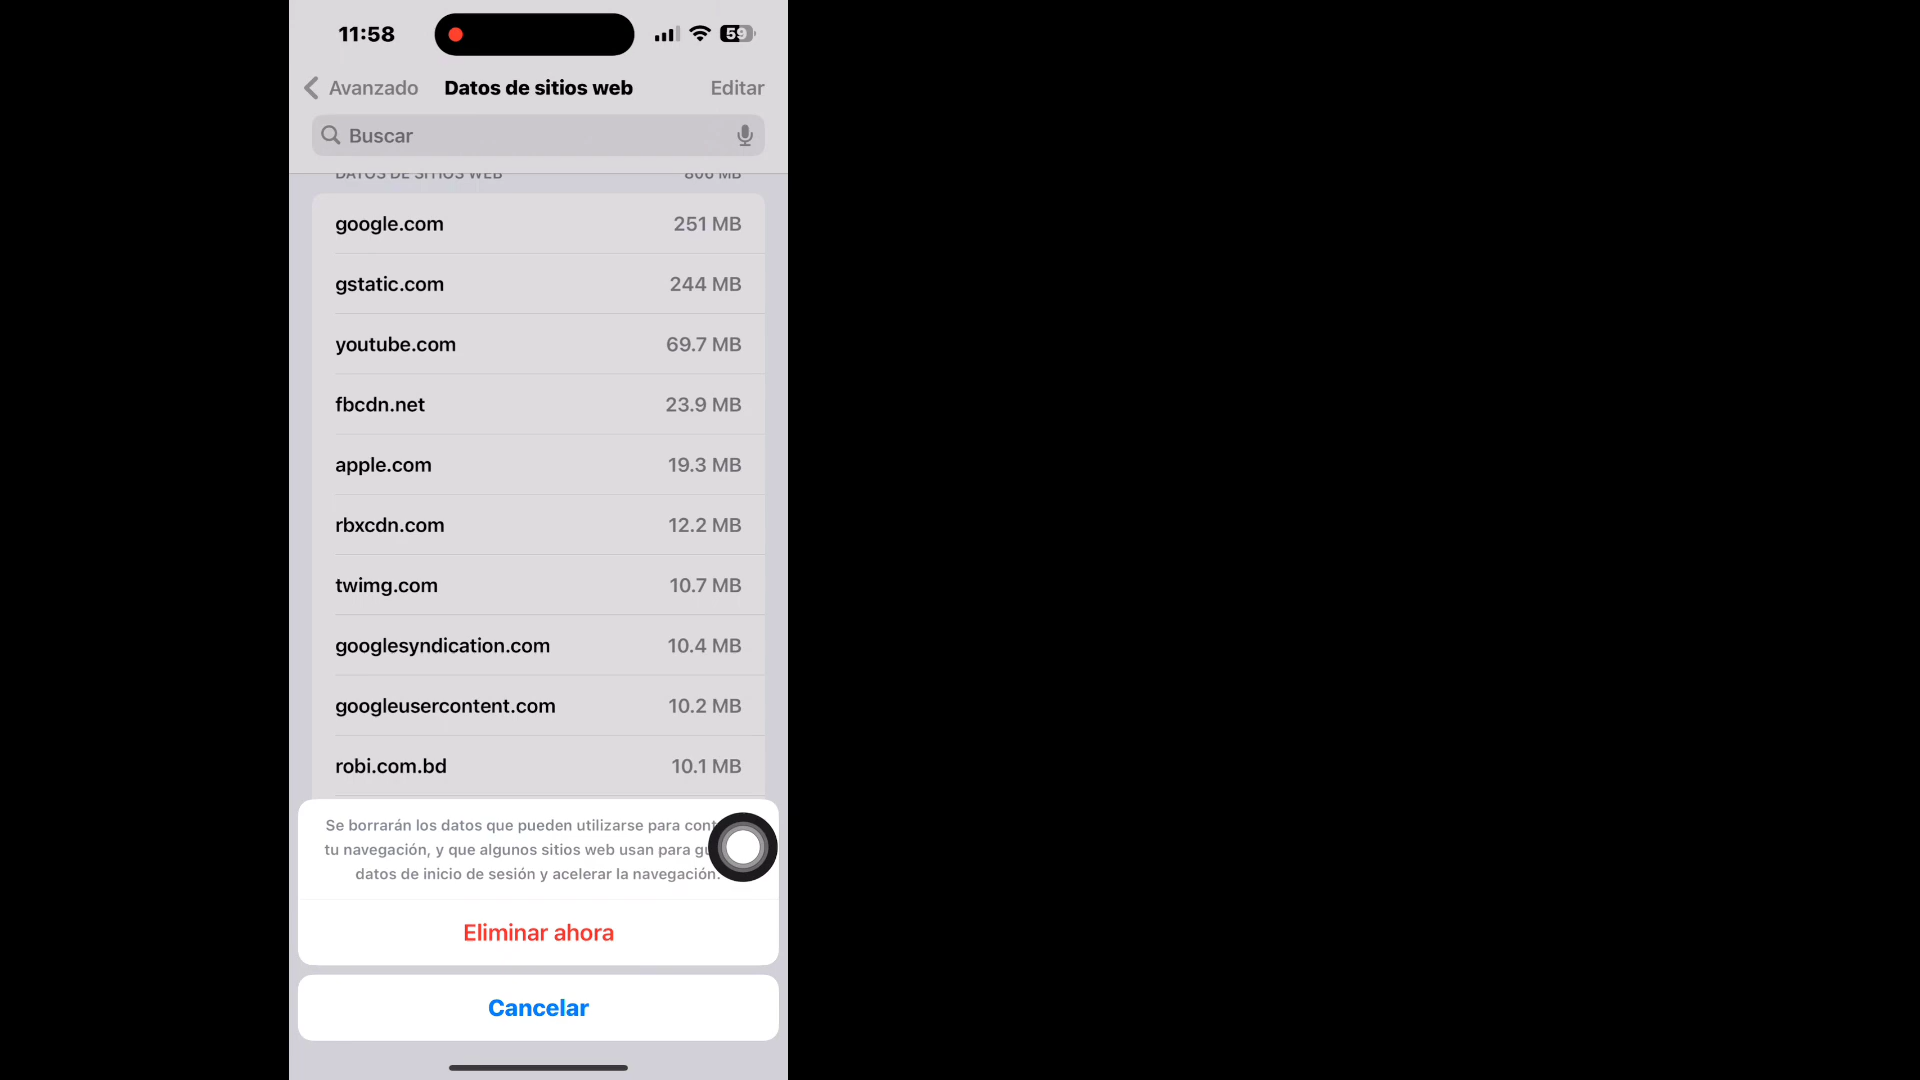 11:58
59
Avanzado
Datos de sitios web
Editar
Buscar
DATOS DE SITIOS WEB
806 MB
google.com
251 MB
gstatic.com
244 MB
youtube.com
69.7 MB
fbcdn.net
23.9 MB
apple.com
19.3 MB
rbxcdn.com
12.2 MB
twimg.com
10.7 MB
googlesyndication.com
10.4 MB
googleusercontent.com
10.2 MB
robi.com.bd
10.1 MB
Se borrarán los datos que pueden utilizarse para
tu navegación, y que algunos sitios web usan para
datos de inicio de sesión y acelerar la navegación.
Eliminar ahora
Cancelar